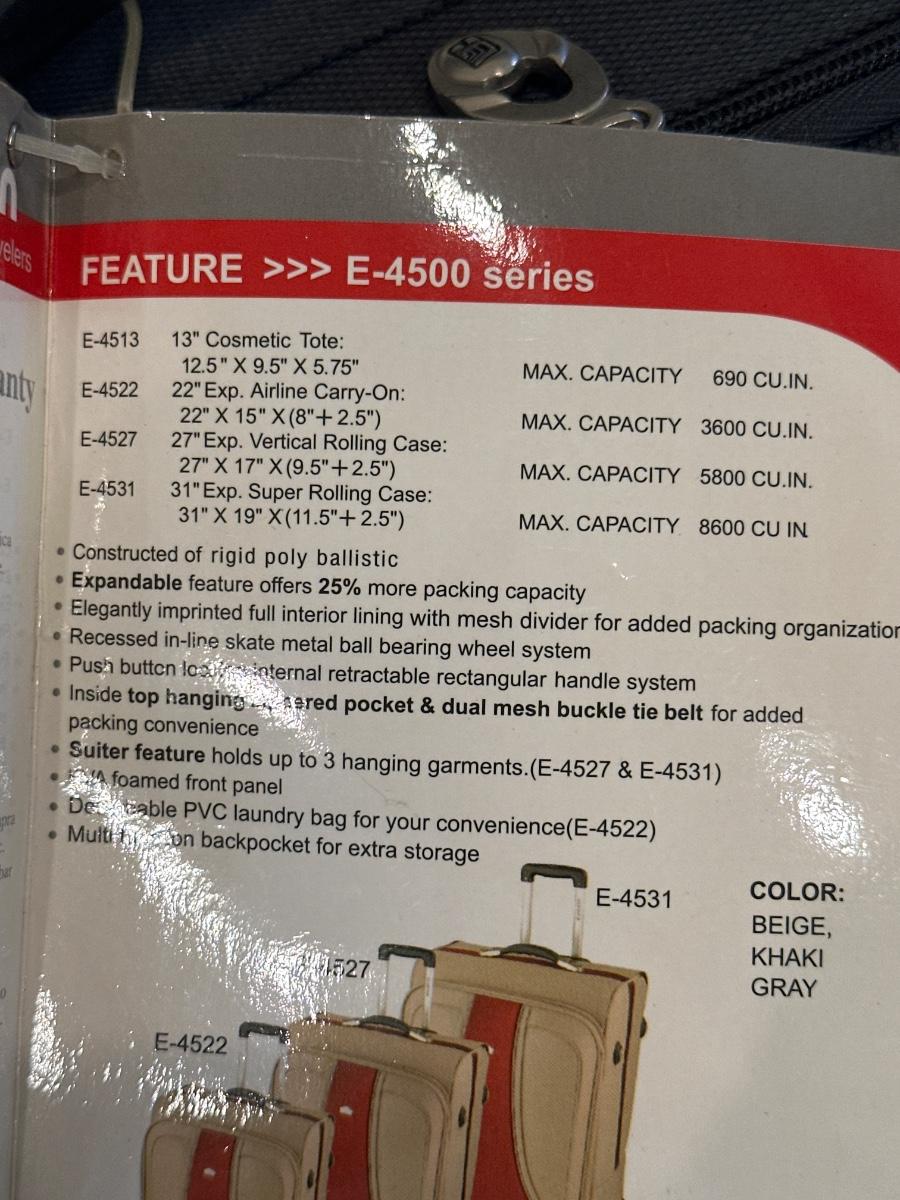 velers
anty
FEATURE >>> E-4500 series
E-4513 13" Cosmetic Tote:
12.5" X 9.5" X 5.75" MAX. CAPACITY 690 CU.IN.
E-4522 22" Exp. Airline Carry-On:
22" X 15" X (8"+ 2.5") MAX. CAPACITY 3600 CU.IN.
E-4527 27" Exp. Vertical Rolling Case:
27" X 17" X (9.5"+2.5") MAX. CAPACITY 5800 CU.IN.
E-4531 31" Exp. Super Rolling Case:
31" X 19" X (11.5"+ 2.5") MAX. CAPACITY 8600 CU IN
• Constructed of rigid poly ballistic
• Expandable feature offers 25% more packing capacity
• Elegantly imprinted full interior lining with mesh divider for added packing organization
• Recessed in-line skate metal ball bearing wheel system
• Push button internal retractable rectangular handle system
• Inside top hanging pocket & dual mesh buckle tie belt for added
packing convenience
• Suiter feature holds up to 3 hanging garments.(E-4527 & E-4531)
• foamed front panel
• PVC laundry bag for your convenience(E-4522)
• backpocket for extra storage
E-4531
COLOR:
BEIGE,
KHAKI
GRAY
4527
E-4522